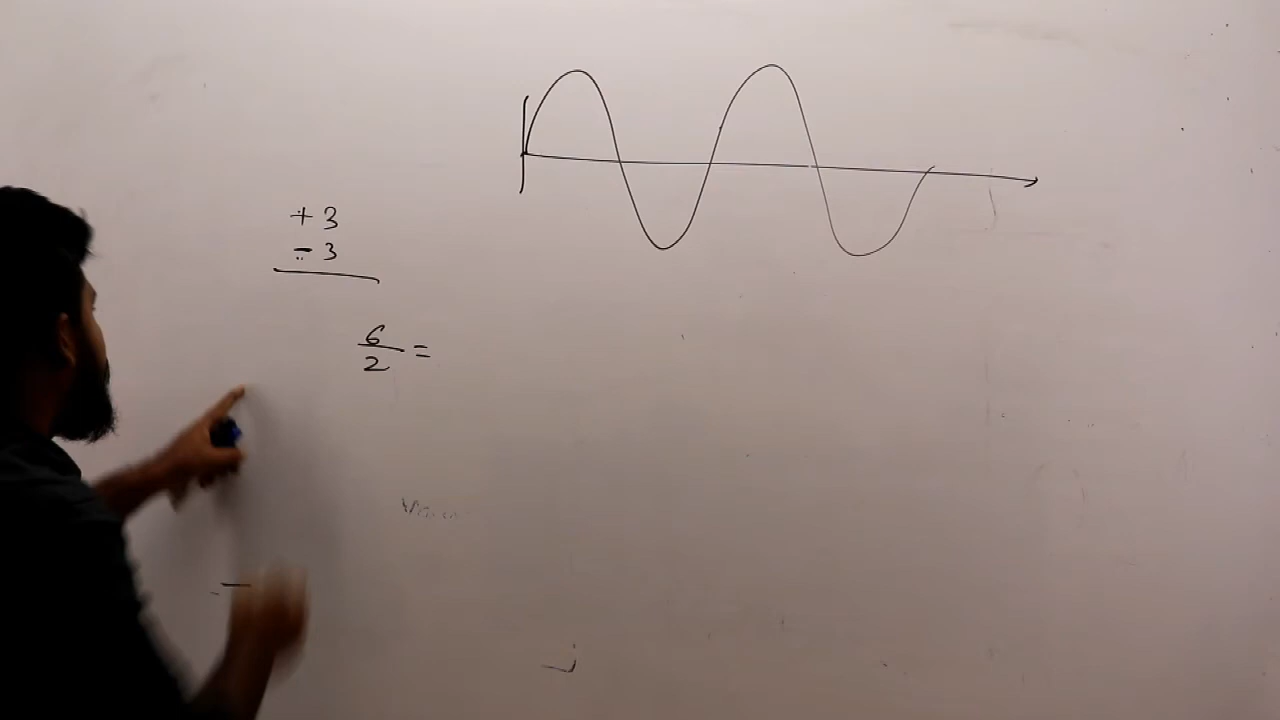 + 3
- 3
6
2 =